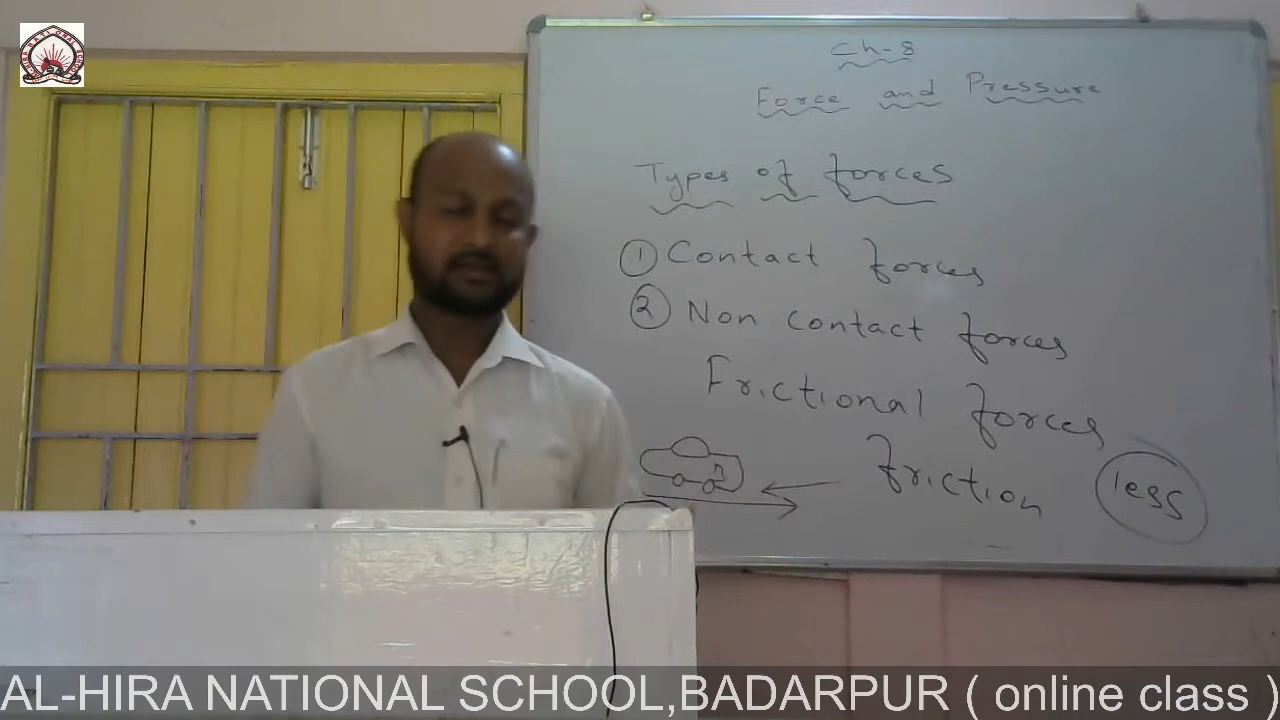 Ch-8
Force and Pressure
Types of forces
1 Contact forces
2 Non contact forces
Frictional forces
friction less
AL-HIRA NATIONAL SCHOOL,BADARPUR ( online class )